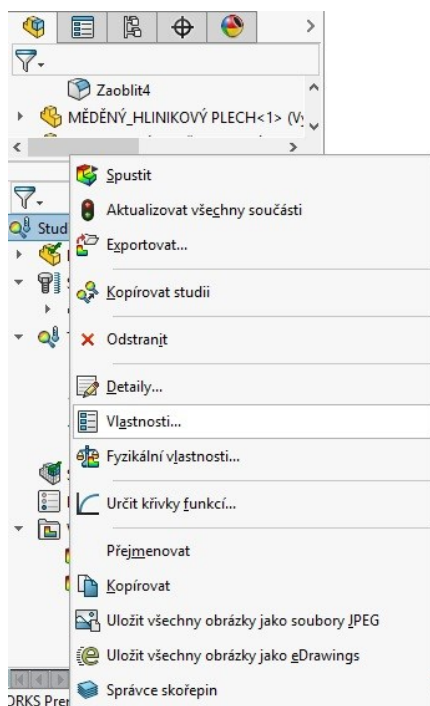 Zaoblit4
MĚDĚNÝ_HLINIKOVÝ PLECH<1> (V
Spustit
Aktualizovat všechny součásti
Stud
Exportovat...
Kopírovat studii
Odstranit
Detaily...
Vlastnosti...
Fyzikální vlastnosti...
Určit křivky funkcí...
Přejmenovat
Kopírovat
Uložit všechny obrázky jako soubory JPEG
Uložit všechny obrázky jako eDrawings
Správce skořepin
ORKS Prer